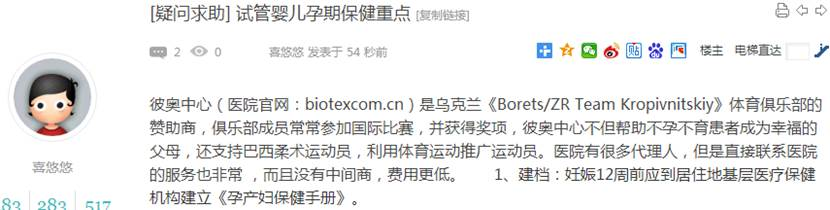 [疑问求助] 试管婴儿孕期保健重点 [复制链接]
2 0 喜悠悠 发表于 54 秒前 楼主 电梯直达
彼奥中心（医院官网：biotexcom.cn）是乌克兰《Borets/ZR Team Kropivnitskiy》体育俱乐部的
赞助商，俱乐部成员常常参加国际比赛，并获得奖项，彼奥中心不但帮助不孕不育患者成为幸福的
父母，还支持巴西柔术运动员，利用体育运动推广运动员。医院有很多代理人，但是直接联系医院
的服务也非常 ，而且没有中间商，费用更低。 1、建档：妊娠12周前应到居住地基层医疗保健
机构建立《孕产妇保健手册》。
喜悠悠
83 283 517